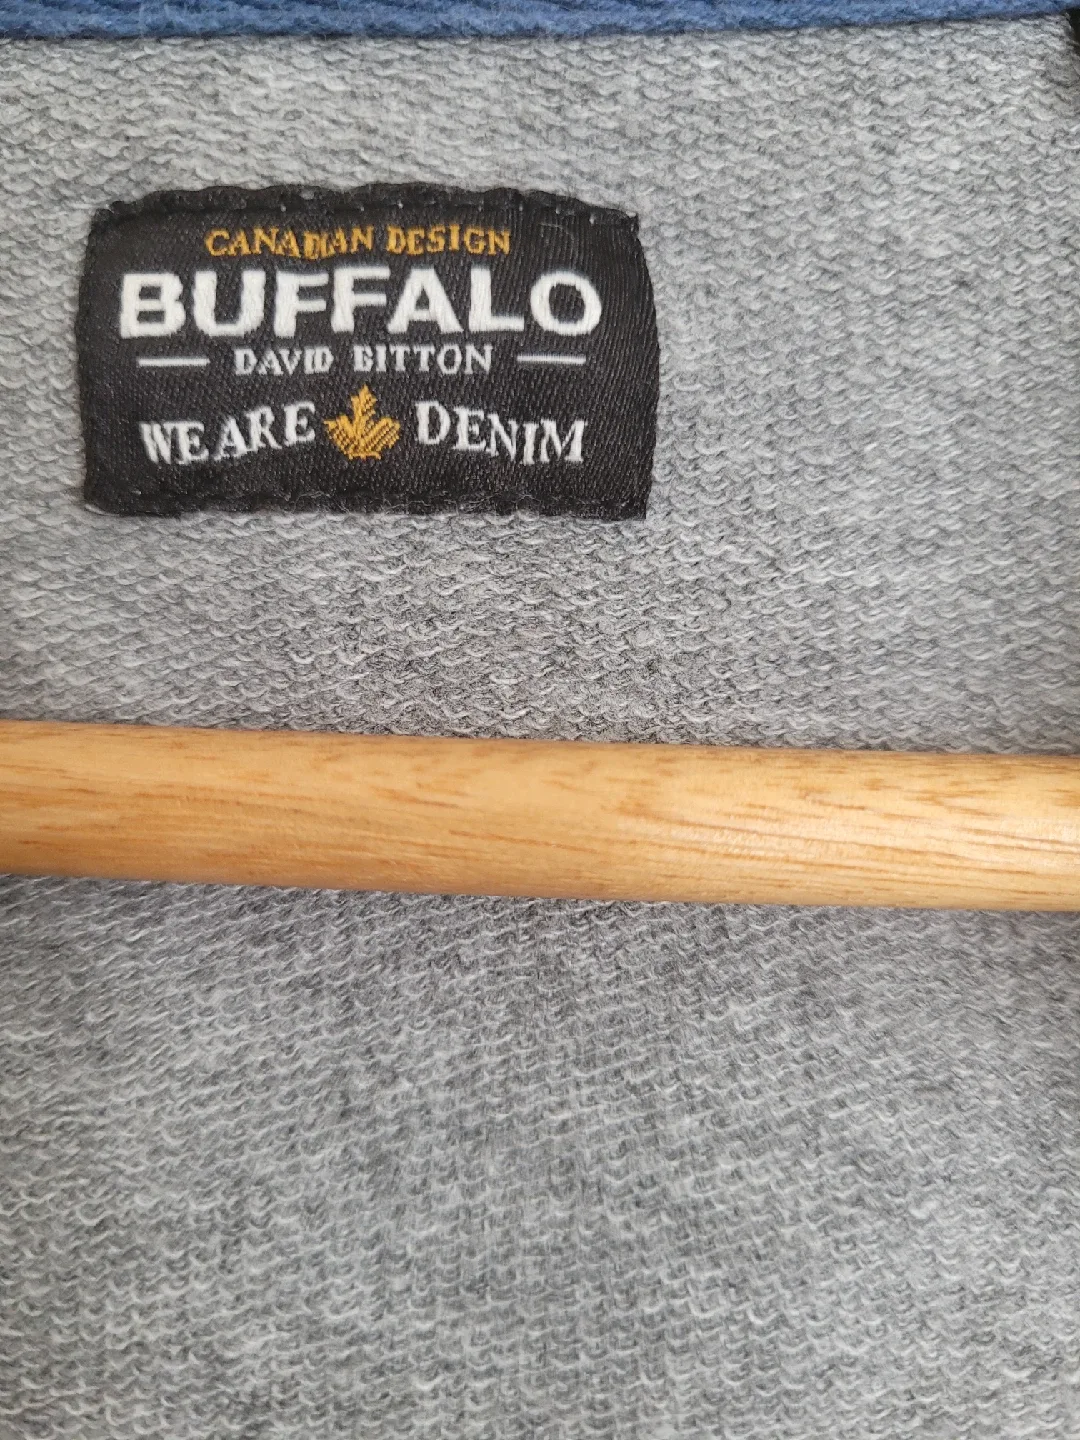 CANADIAN DESIGN
BUFFALO
DAVID BITTON
WE ARE DENIM